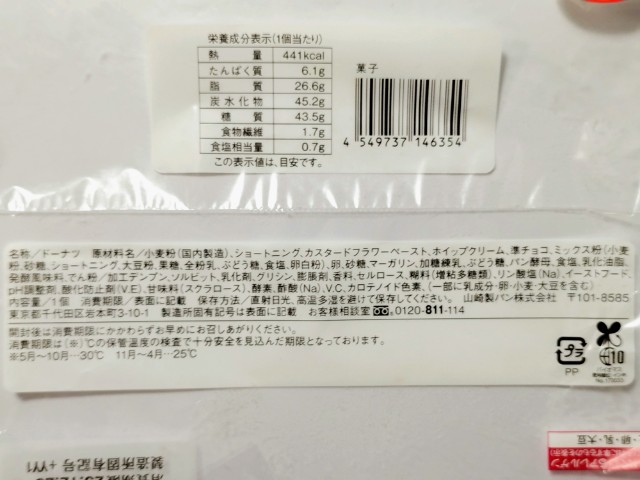 栄養成分表示(1個当たり)
熱 量 441kcal
たんぱく質 6.1g
脂 質 26.6g
炭水化物 45.2g
糖 質 43.5g
食物繊維 1.7g
食塩相当量 0.7g
この表示値は、目安です。
菓子
4 549737 146354
名称/ドーナツ 原材料名/小麦粉(国内製造)、ショートニング、カスタードフラワーペースト、ホイップクリーム、準チョコ、ミックス粉(小麦
粉、砂糖、ショートニング、大豆粉、果糖、全粉乳、ぶどう糖、食塩、卵白粉)、卵、砂糖、マーガリン、加糖練乳、ぶどう糖、パン酵母、食塩、乳化油脂、
発酵風味料、でん粉/加工デンプン、ソルビット、乳化剤、グリシン、膨脹剤、香料、セルロース、糊料(増粘多糖類)、リン酸塩(Na)、イーストフード、
pH調整剤、酸化防止剤(V.E)、甘味料(スクラロース)、酵素、酢酸(Na)、V.C、カロテノイド色素、(一部に乳成分・卵・小麦・大豆を含む)
内容量/1個 消費期限/表面に記載 保存方法/直射日光、高温多湿を避けて保存してください。 山崎製パン株式会社 〒101-8585
東京都千代田区岩本町3-10-1 製造所固有記号は表面に記載 お客様相談室 0120-811-114
開封後は消費期限にかかわらずお早めにお召しあがりください。
消費期限は(※)℃の保管温度の検査で十分安全を見込んだ期限となっております。
※5月〜10月…30℃ 11月〜4月…25℃
プラ
PP
10
製造所固有記号 +YY1
・卵・乳・大豆